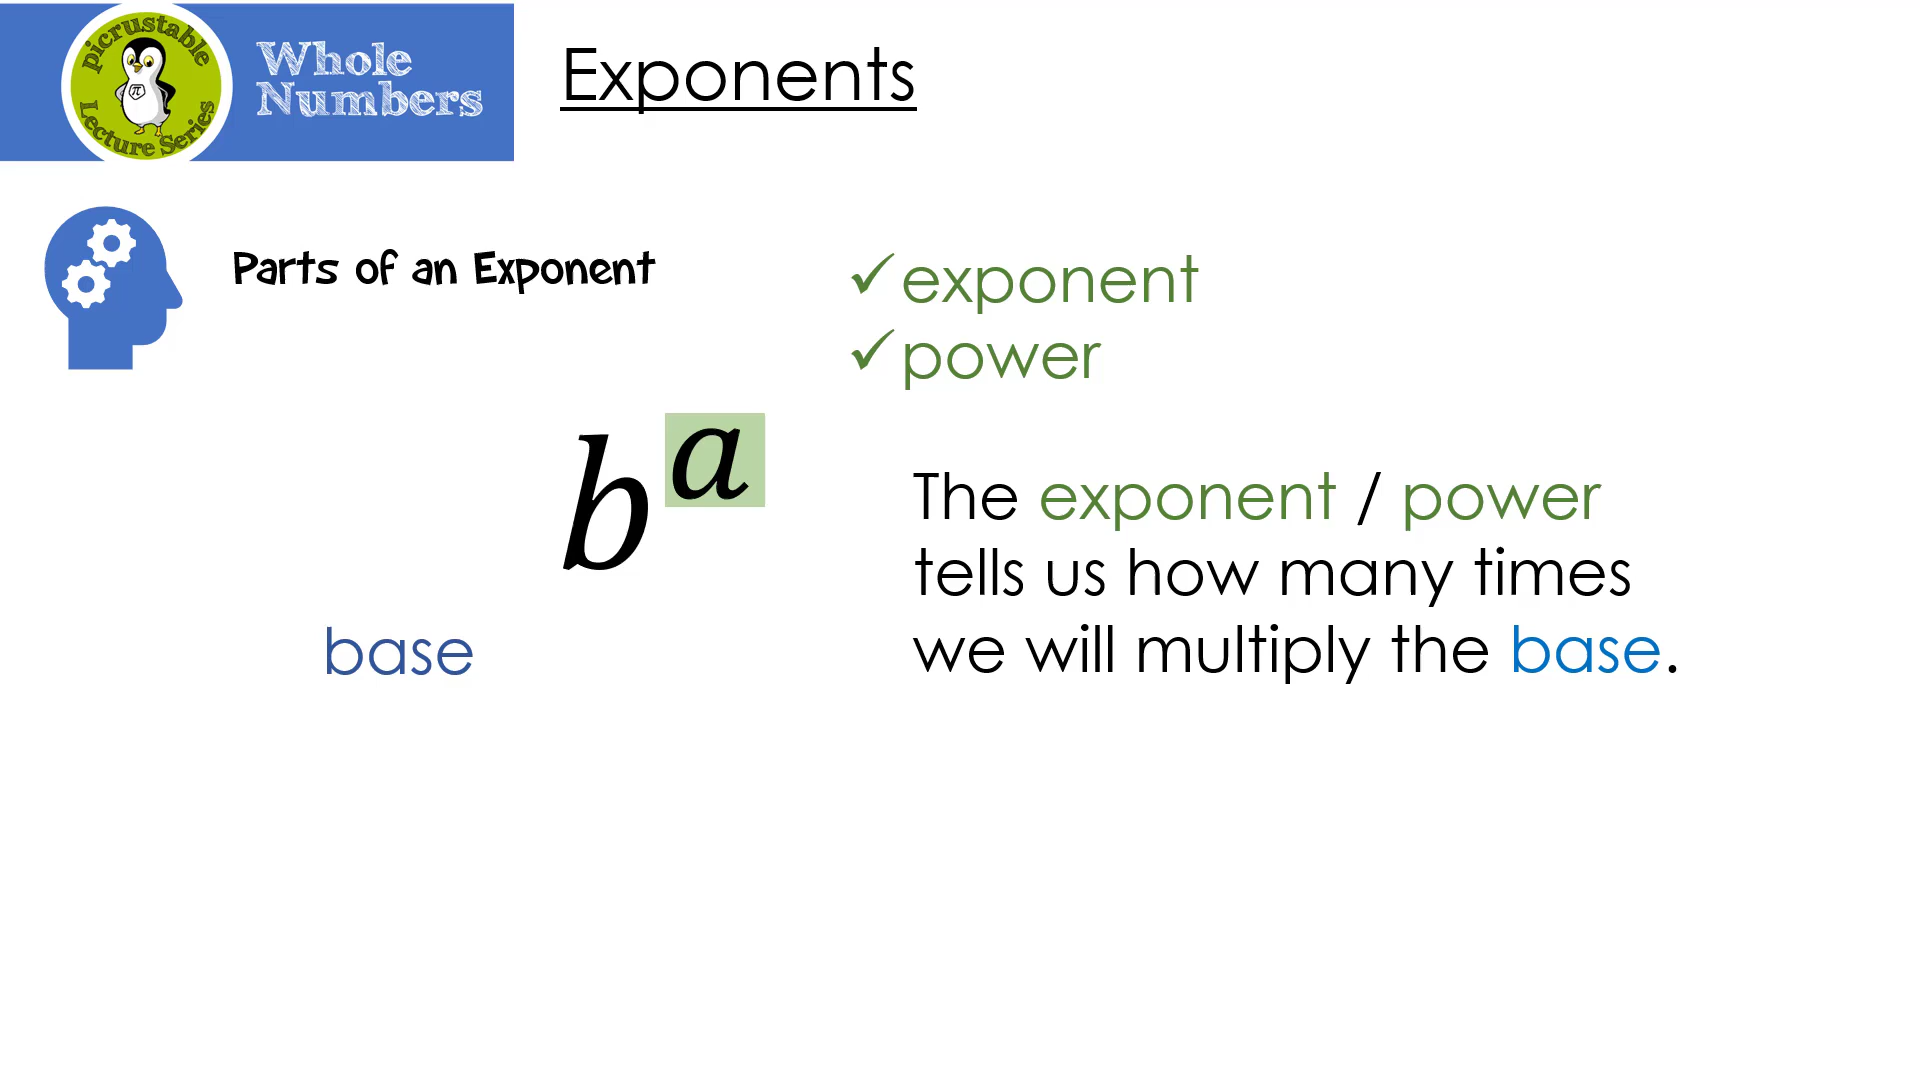 picrustable
Lecture Series
π
Whole
Numbers
Exponents
Parts of an Exponent
✓exponent
✓power
bᵃ
base
The exponent / power
tells us how many times
we will multiply the base.